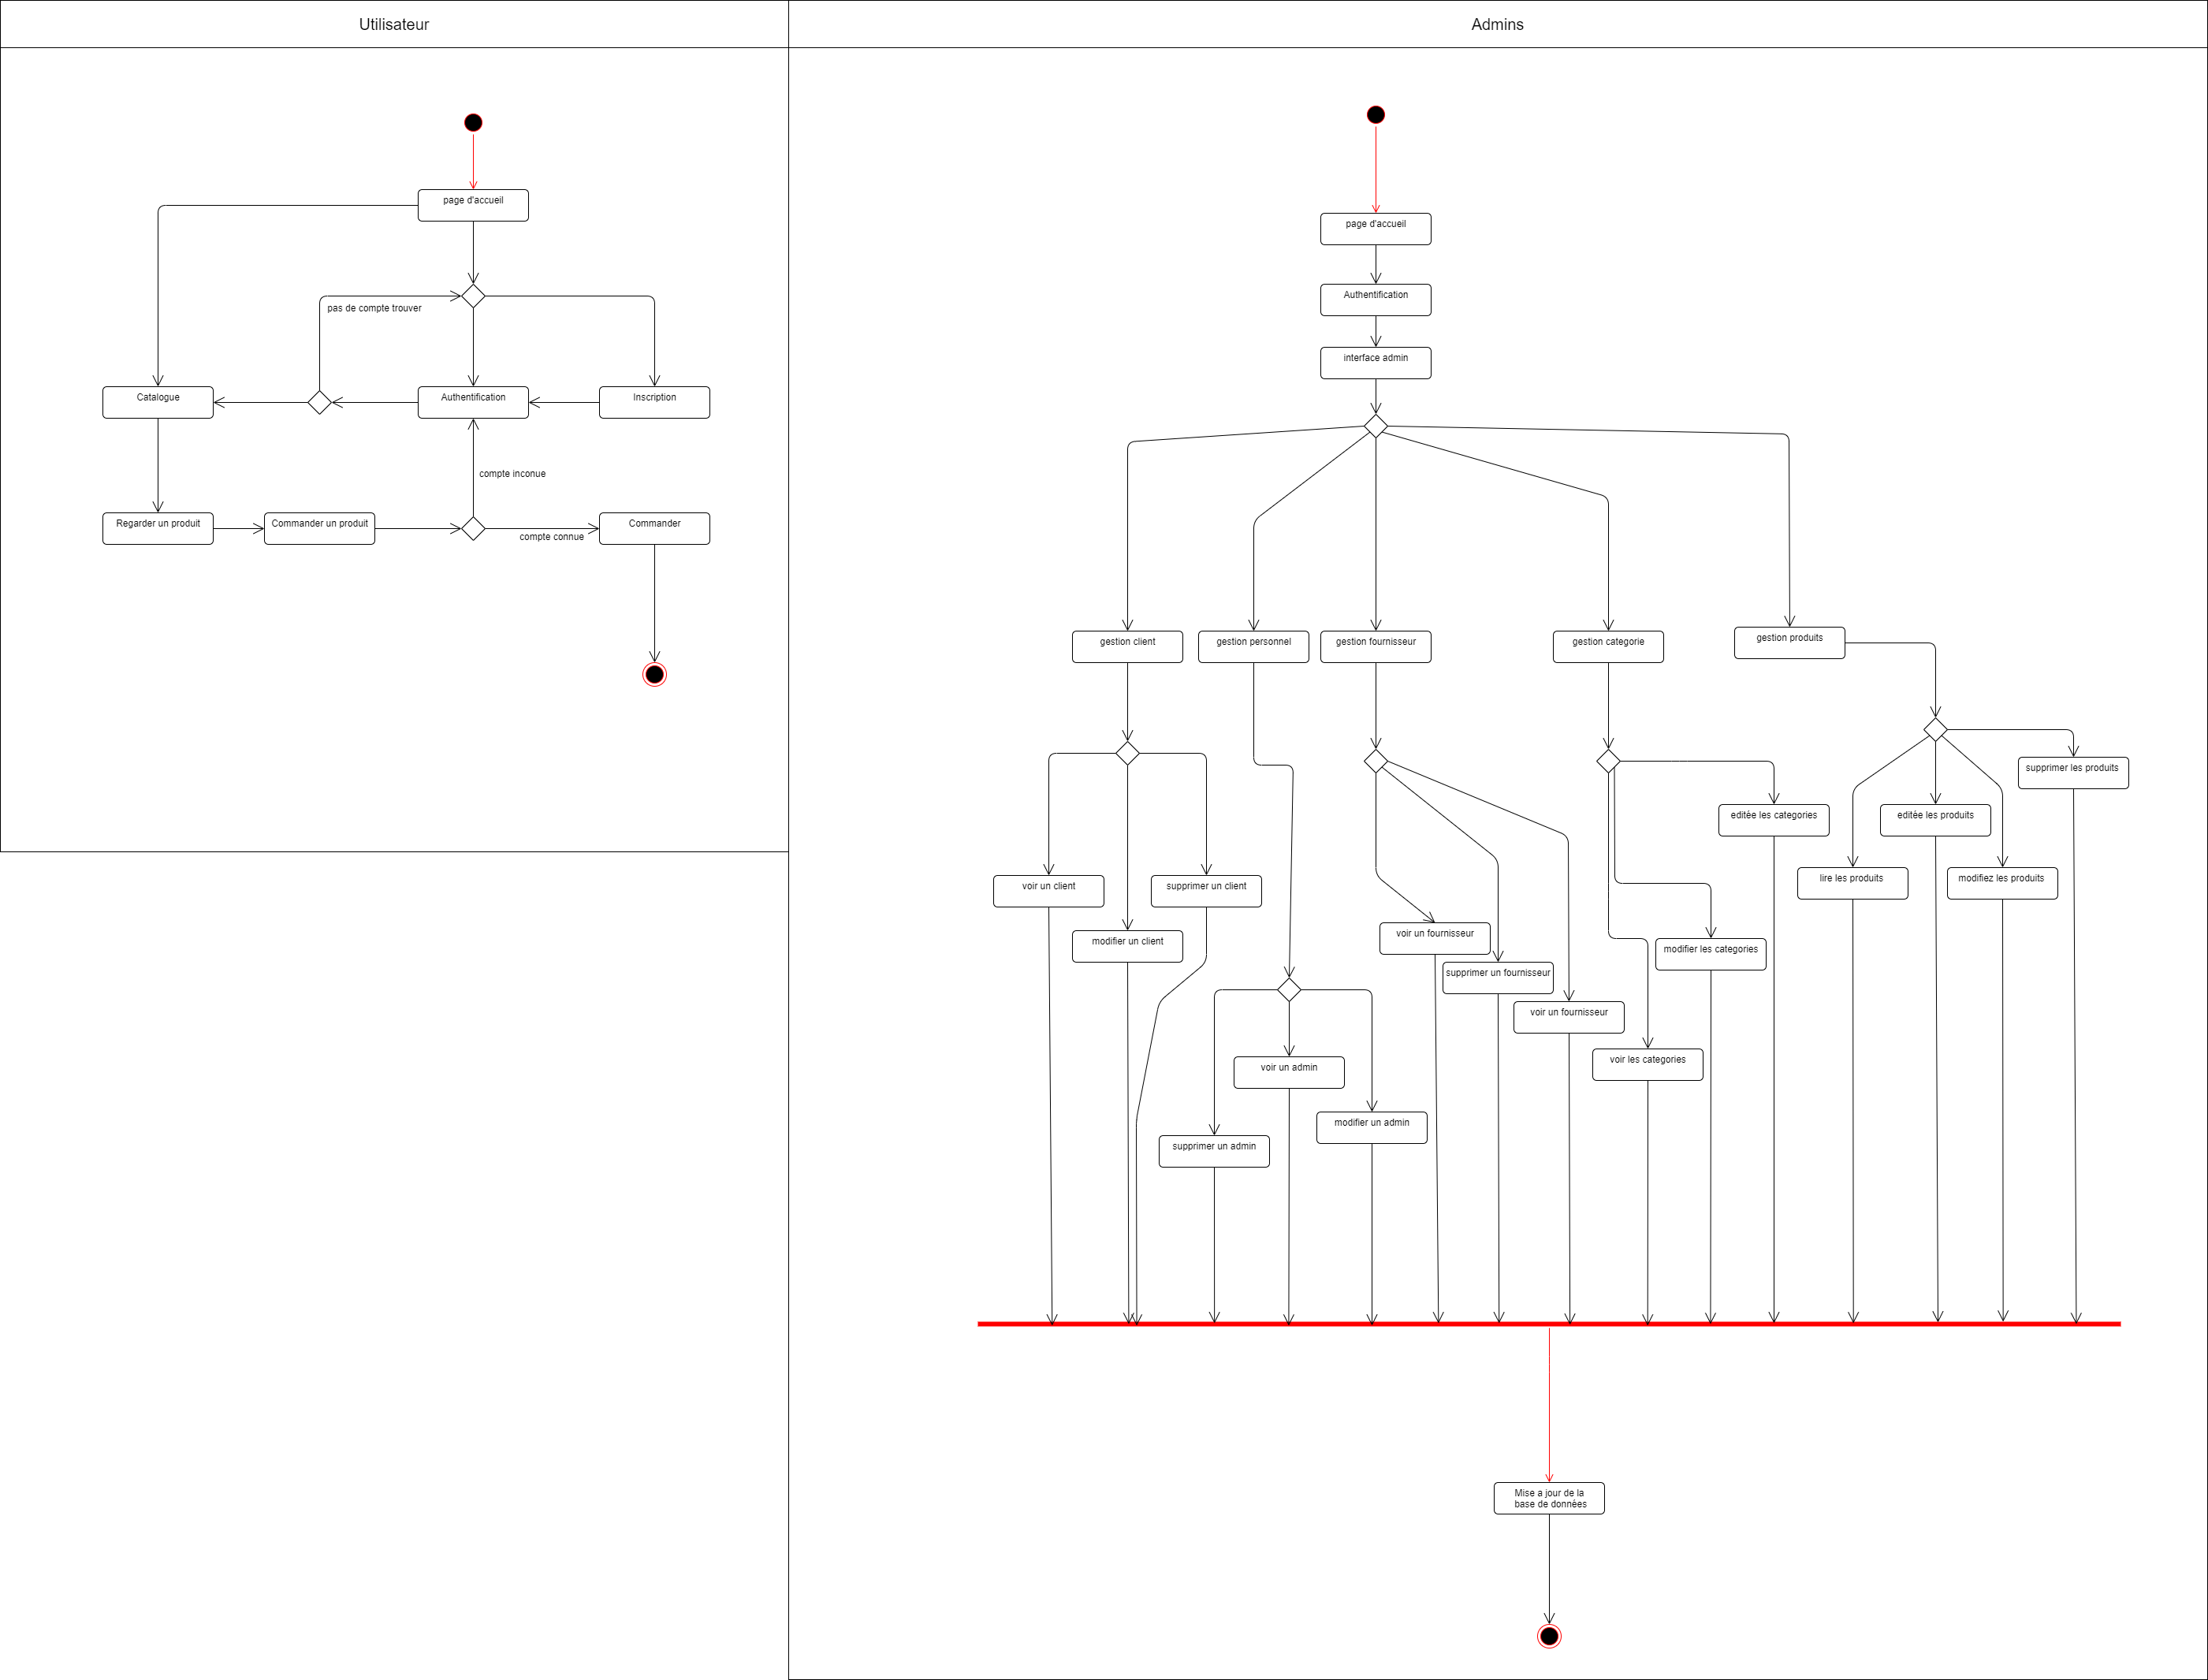 Utilisateur
Admins
page d'accueil
pas de compte trouver
Catalogue
Authentification
Inscription
compte inconue
Regarder un produit
Commander un produit
compte connue
Commander
page d'accueil
Authentification
interface admin
gestion client
gestion personnel
gestion fournisseur
gestion categorie
gestion produits
supprimer les produits
editée les categories
editée les produits
voir un client
supprimer un client
lire les produits
modifiez les produits
modifier un client
voir un fournisseur
modifier les categories
supprimer un fournisseur
voir un fournisseur
voir les categories
voir un admin
modifier un admin
supprimer un admin
Mise a jour de la
base de données